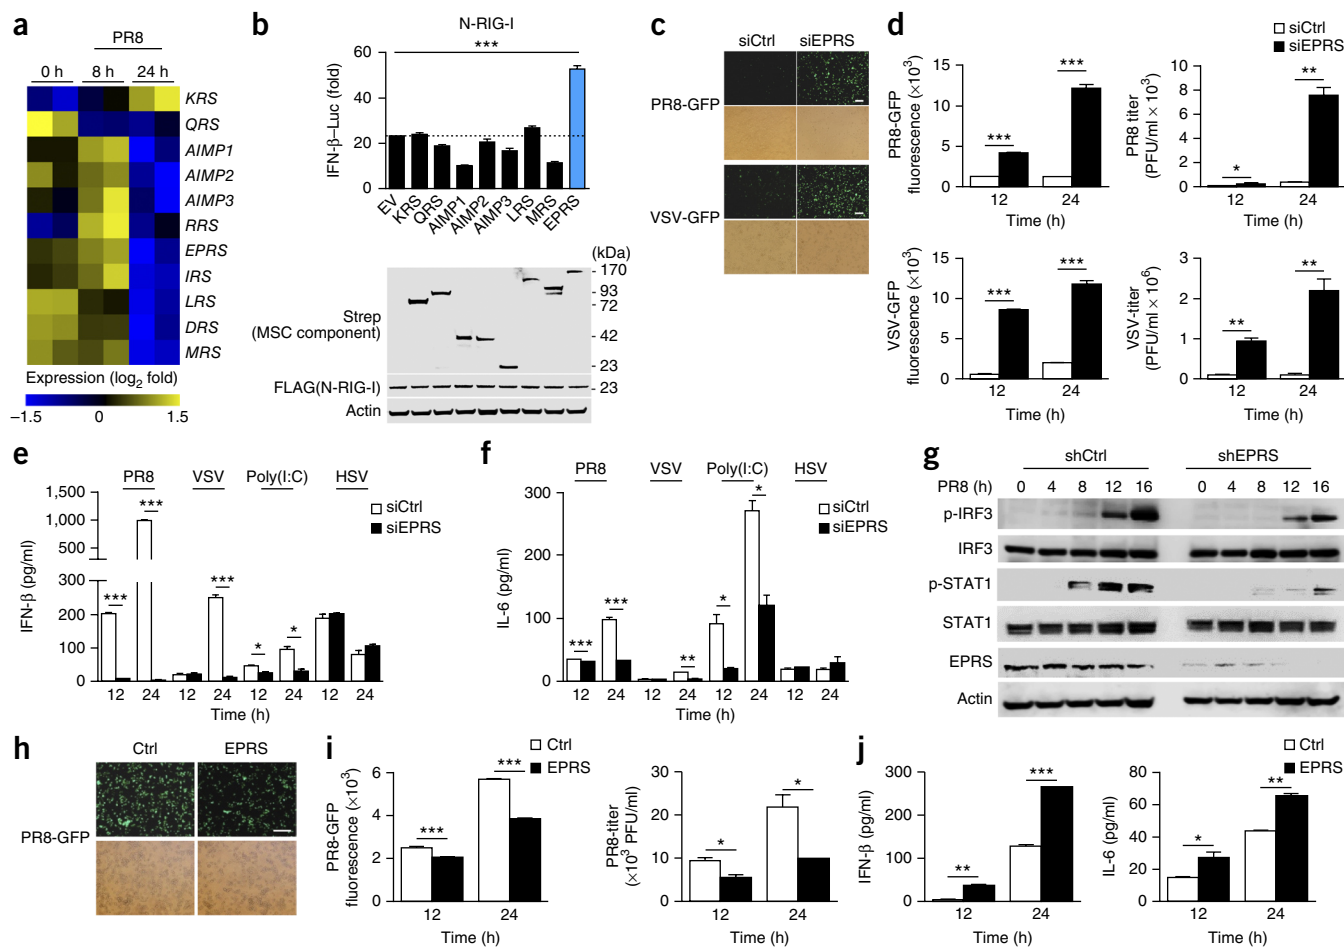 a
PR8
0 h 8 h 24 h
KRS
QRS
AIMP1
AIMP2
AIMP3
RRS
EPRS
IRS
LRS
DRS
MRS
Expression (log2 fold)
–1.5 0 1.5
b
N-RIG-I
***
IFN-β–Luc (fold)
60
40
20
0
EV KRS QRS AIMP1 AIMP2 AIMP3 LRS MRS EPRS
(kDa)
Strep
(MSC component)
170
93
72
42
23
FLAG(N-RIG-I)
23
Actin
c
siCtrl siEPRS
PR8-GFP
VSV-GFP
d
siCtrl
siEPRS
PR8-GFP
fluorescence (×10³)
15
10
5
0
*** ***
12 24
Time (h)
PR8 titer
(PFU/ml × 10³)
10
8
6
4
2
0
* **
12 24
Time (h)
VSV-GFP
fluorescence (×10³)
15
10
5
0
*** ***
12 24
Time (h)
VSV-titer
(PFU/ml × 10⁶)
3
2
1
0
** **
12 24
Time (h)
e
PR8 VSV Poly(I:C) HSV
siCtrl
siEPRS
IFN-β (pg/ml)
1,500
1,000
500
300
200
100
0
*** *** *** * *
12 24 12 24 12 24 12 24
Time (h)
f
PR8 VSV Poly(I:C) HSV
siCtrl
siEPRS
IL-6 (pg/ml)
300
200
100
0
*** *** ** * *
12 24 12 24 12 24 12 24
Time (h)
g
shCtrl shEPRS
PR8 (h) 0 4 8 12 16 0 4 8 12 16
p-IRF3
IRF3
p-STAT1
STAT1
EPRS
Actin
h
Ctrl EPRS
PR8-GFP
i
Ctrl
EPRS
PR8-GFP
fluorescence (×10³)
6
4
2
0
*** ***
12 24
Time (h)
PR8-titer
(×10³ PFU/ml)
30
20
10
0
* *
12 24
Time (h)
j
Ctrl
EPRS
IFN-β (pg/ml)
300
200
100
0
** ***
12 24
Time (h)
IL-6 (pg/ml)
80
60
40
20
0
* **
12 24
Time (h)